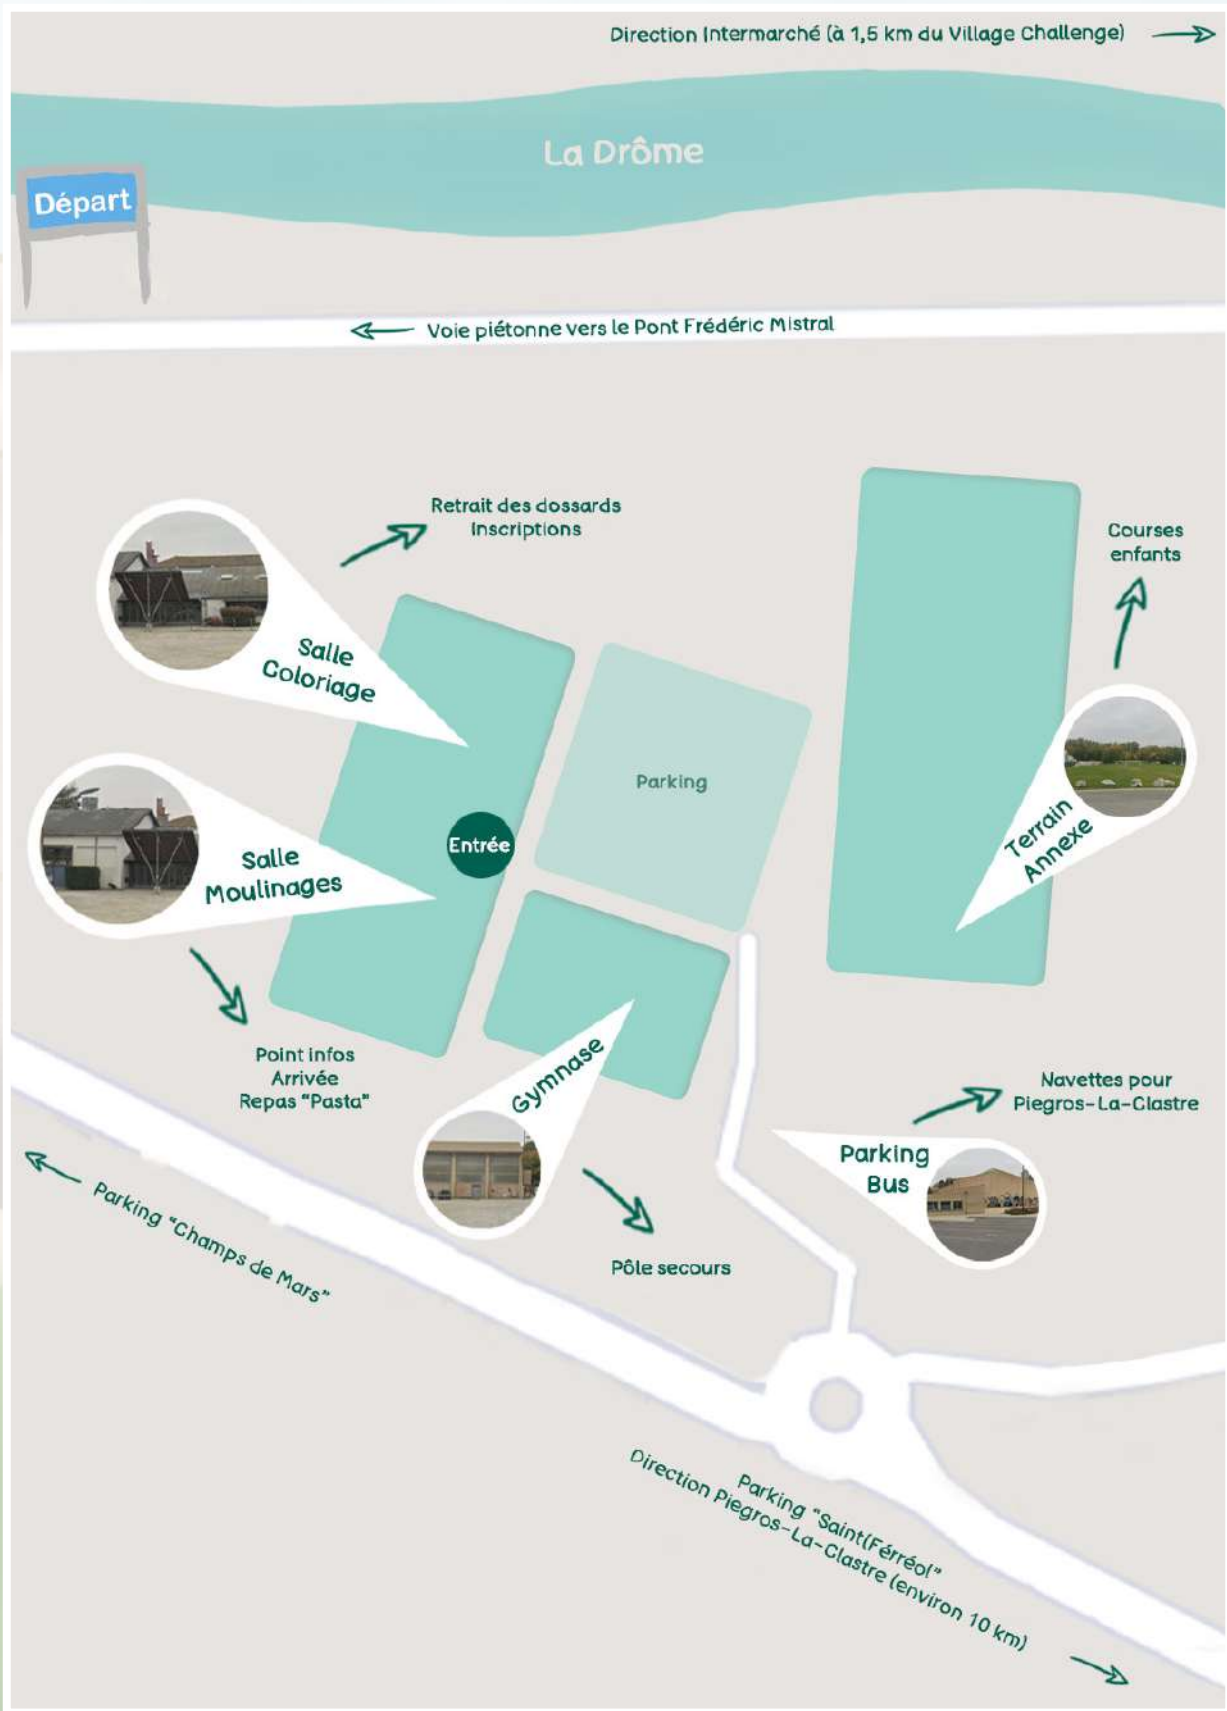 Direction Intermarché (à 1,5 km du Village Challenge)
La Drôme
Départ
Voie piétonne vers le Pont Frédéric Mistral
Retrait des dossards
Inscriptions
Courses
enfants
Salle
Coloriage
Parking
Terrain
Annexe
Entrée
Salle
Moulinages
Point infos
Arrivée
Repas "Pasta"
Gymnase
Navettes pour
Piegros-La-Clastre
Parking
Bus
Parking "Champs de Mars"
Pôle secours
Parking "Saint(Férréol"
Direction Piegros-La-Clastre (environ 10 km)